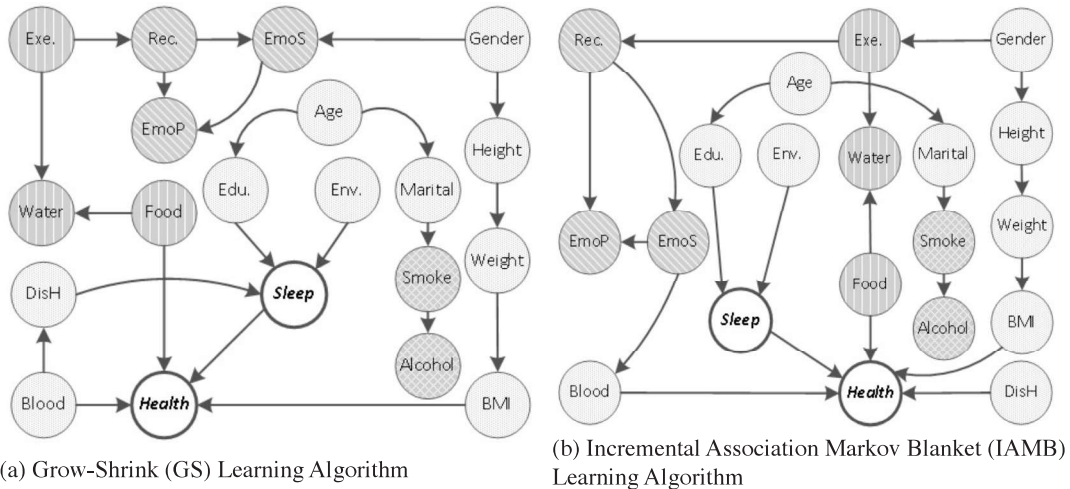 Exe. Rec. EmoS Gender
EmoP Age
Height
Edu. Env. Marital
Water Food
Weight
Smoke
DisH Sleep
Alcohol
Blood Health BMI
(a) Grow-Shrink (GS) Learning Algorithm
Rec. Exe. Gender
Age
Height
Edu. Env. Water Marital
Weight
EmoP EmoS Smoke
Food
Sleep Alcohol BMI
Blood Health DisH
(b) Incremental Association Markov Blanket (IAMB)
Learning Algorithm